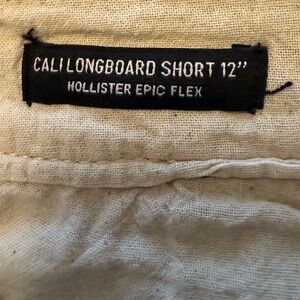 CALI LONGBOARD SHORT 12"
HOLLISTER EPIC FLEX